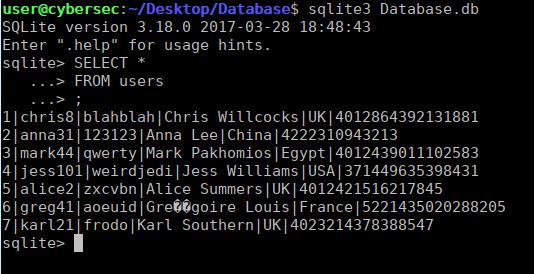 user@cybersec:~/Desktop/Database$ sqlite3 Database.db
SQLite version 3.18.0 2017-03-28 18:48:43
Enter ".help" for usage hints.
sqlite> SELECT *
   ...> FROM users
   ...> ;
1|chris8|blahblah|Chris Willcocks|UK|4012864392131881
2|anna31|123123|Anna Lee|China|4222310943213
3|mark44|qwerty|Mark Pakhomios|Egypt|4012439011102583
4|jess101|weirdjedi|Jess Williams|USA|371449635398431
5|alice2|zxcvbn|Alice Summers|UK|4012421516217845
6|greg41|aoeuid|Gre��goire Louis|France|5221435020288205
7|karl21|frodo|Karl Southern|UK|4023214378388547
sqlite>